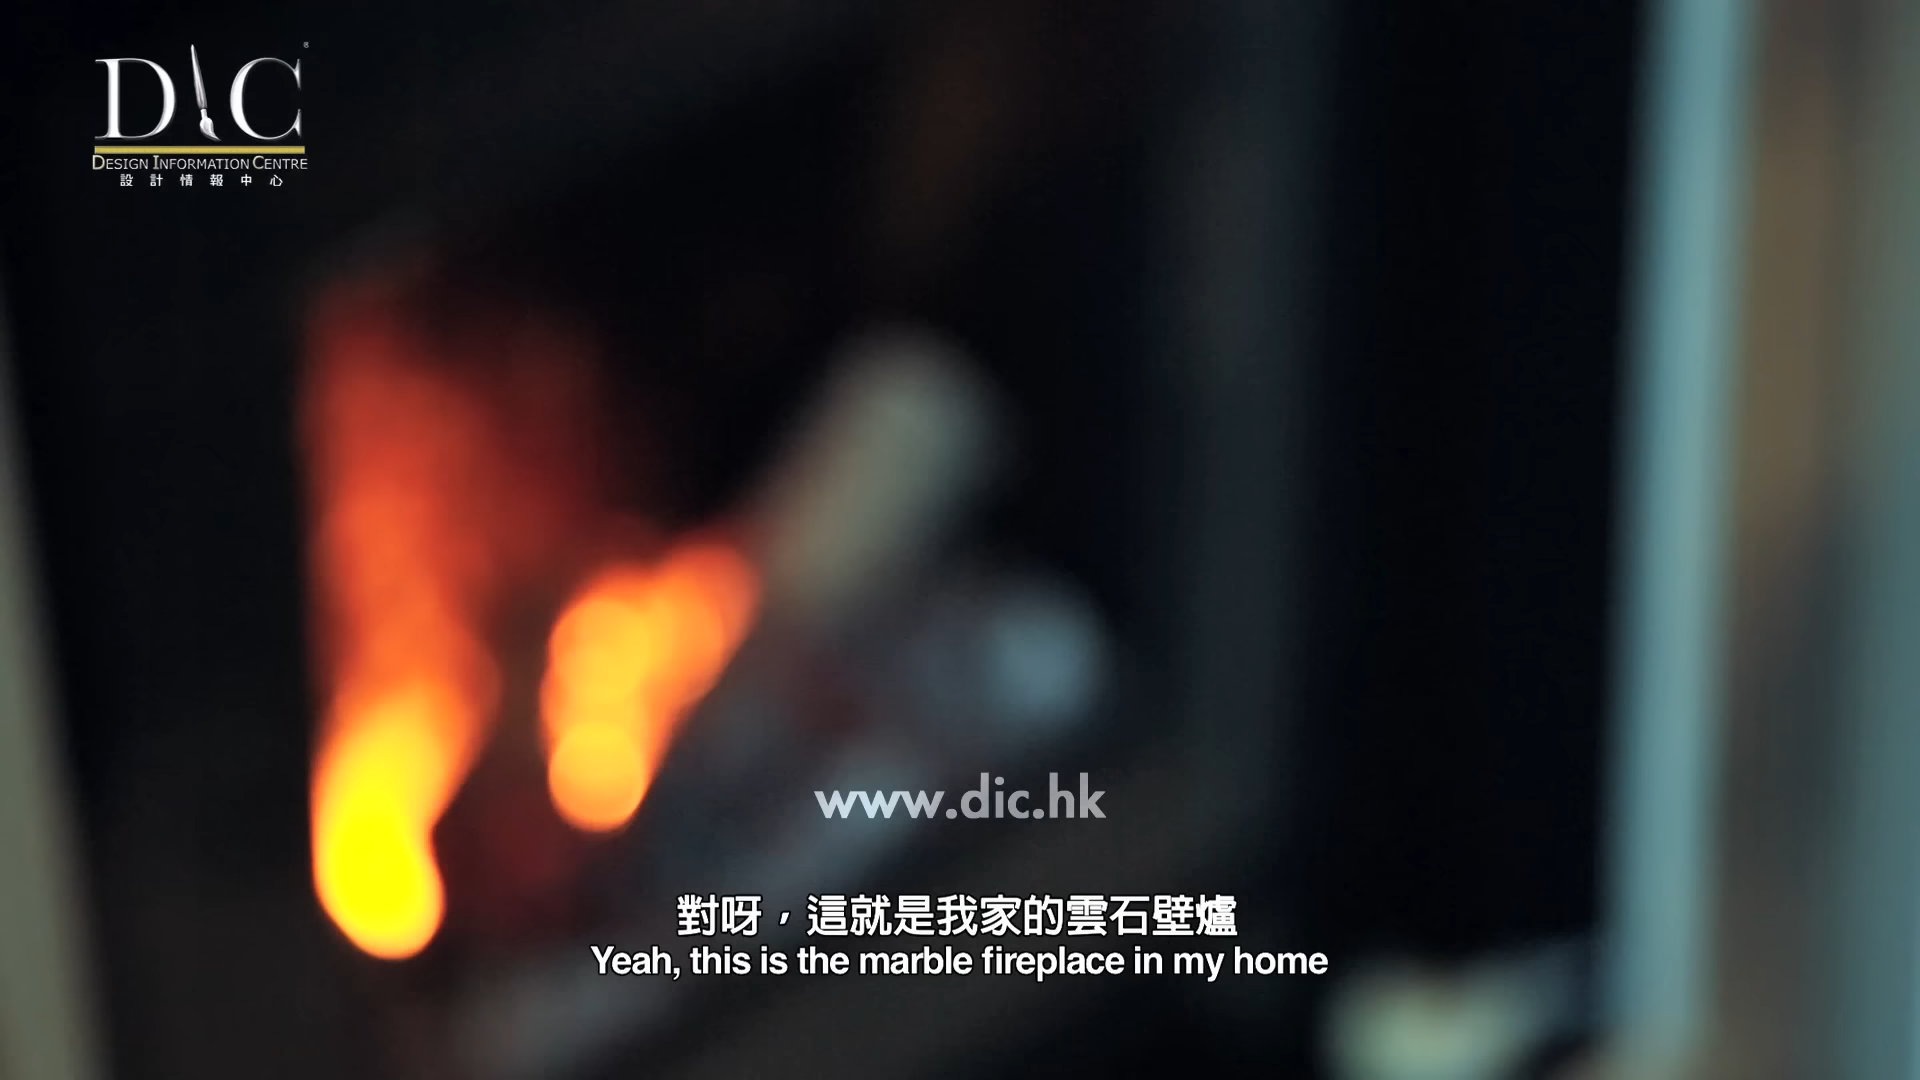 DIC
DESIGN INFORMATION CENTRE
設計情報中心
www.dic.hk
對呀，這就是我家的雲石壁爐
Yeah, this is the marble fireplace in my home